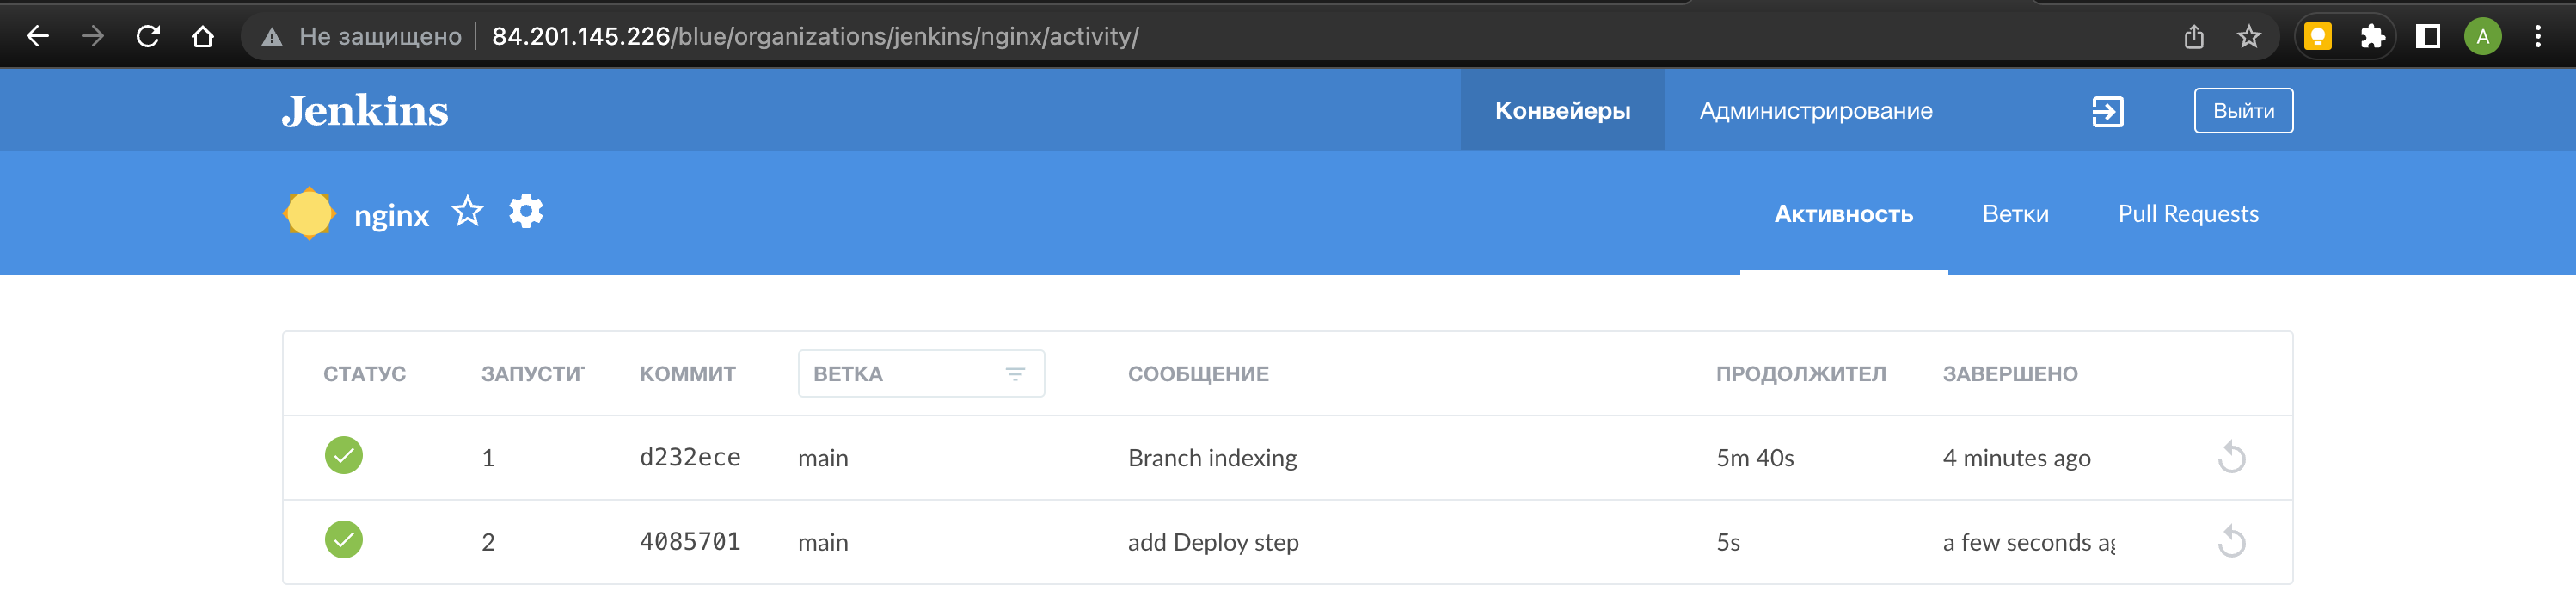 Не защищено 84.201.145.226/blue/organizations/jenkins/nginx/activity/ A
Jenkins Конвейеры Администрирование Выйти
nginx Активность Ветки Pull Requests
СТАТУС ЗАПУСТИТ КОММИТ ВЕТКА СООБЩЕНИЕ ПРОДОЛЖИТЕЛ ЗАВЕРШЕНО
1 d232ece main Branch indexing 5m 40s 4 minutes ago
2 4085701 main add Deploy step 5s a few seconds ag